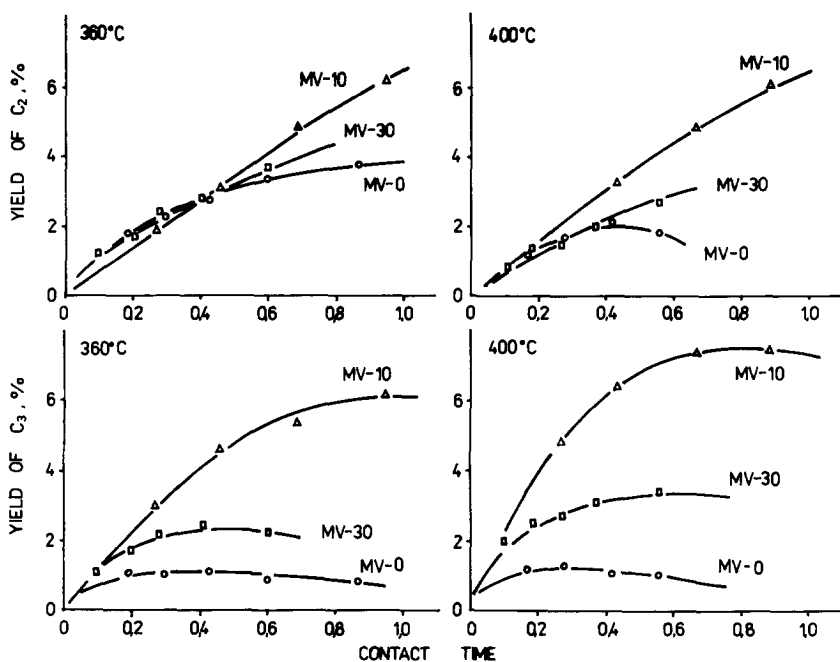 360°C
400°C
YIELD OF C₂, %
6
4
2
0
MV-10
MV-30
MV-0
0
0,2
0,4
0,6
0,8
1,0
MV-10
MV-30
MV-0
0
0,2
0,4
0,6
0,8
1,0
360°C
400°C
YIELD OF C₃, %
6
4
2
0
MV-10
MV-30
MV-0
0
0,2
0,4
0,6
0,8
1,0
MV-10
MV-30
MV-0
0
0,2
0,4
0,6
0,8
1,0
CONTACT TIME